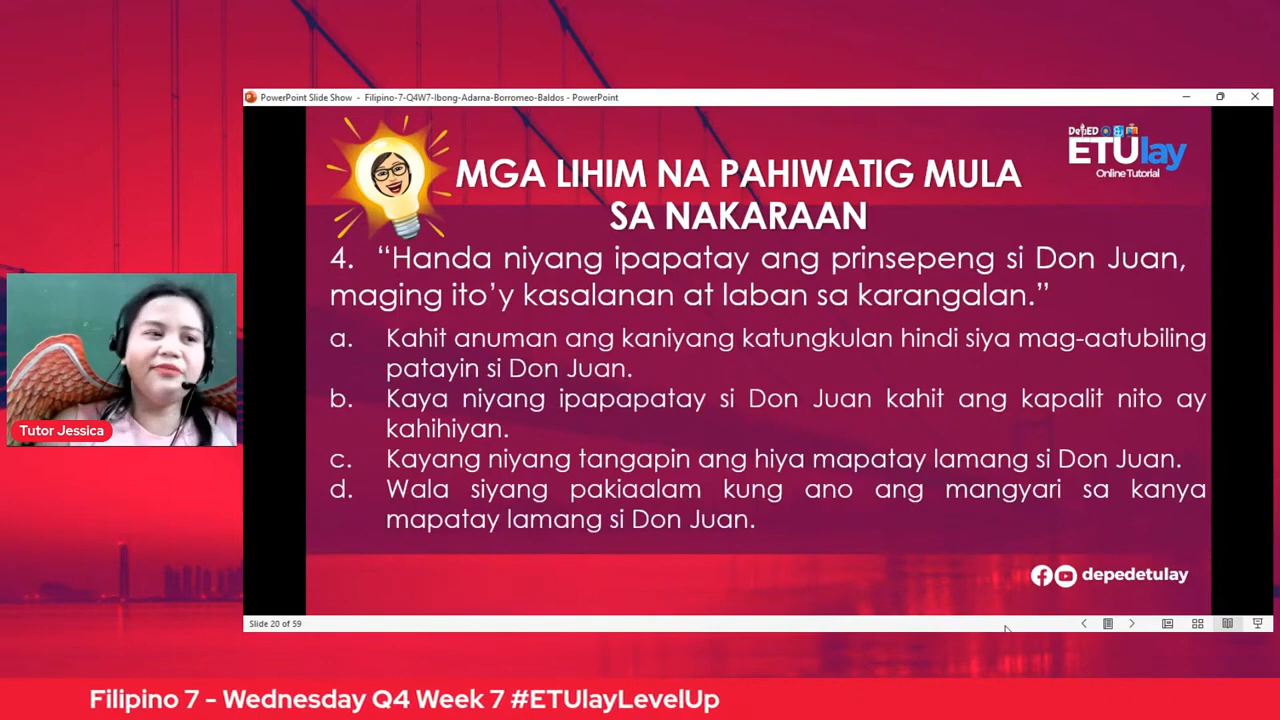 PowerPoint Slide Show - Filipino-7-Q4W7-Ibong-Adarna-Borromeo-Baldos - PowerPoint
DepED
ETUlay
Online Tutorial
MGA LIHIM NA PAHIWATIG MULA
SA NAKARAAN
4. “Handa niyang ipapatay ang prinsepeng si Don Juan,
maging ito’y kasalanan at laban sa karangalan.”
a. Kahit anuman ang kaniyang katungkulan hindi siya mag-aatubiling
patayin si Don Juan.
b. Kaya niyang ipapapatay si Don Juan kahit ang kapalit nito ay
kahihiyan.
c. Kayang niyang tangapin ang hiya mapatay lamang si Don Juan.
d. Wala siyang pakiaalam kung ano ang mangyari sa kanya
mapatay lamang si Don Juan.
Tutor Jessica
depedetulay
Slide 20 of 59
Filipino 7 - Wednesday Q4 Week 7 #ETUlayLevelUp